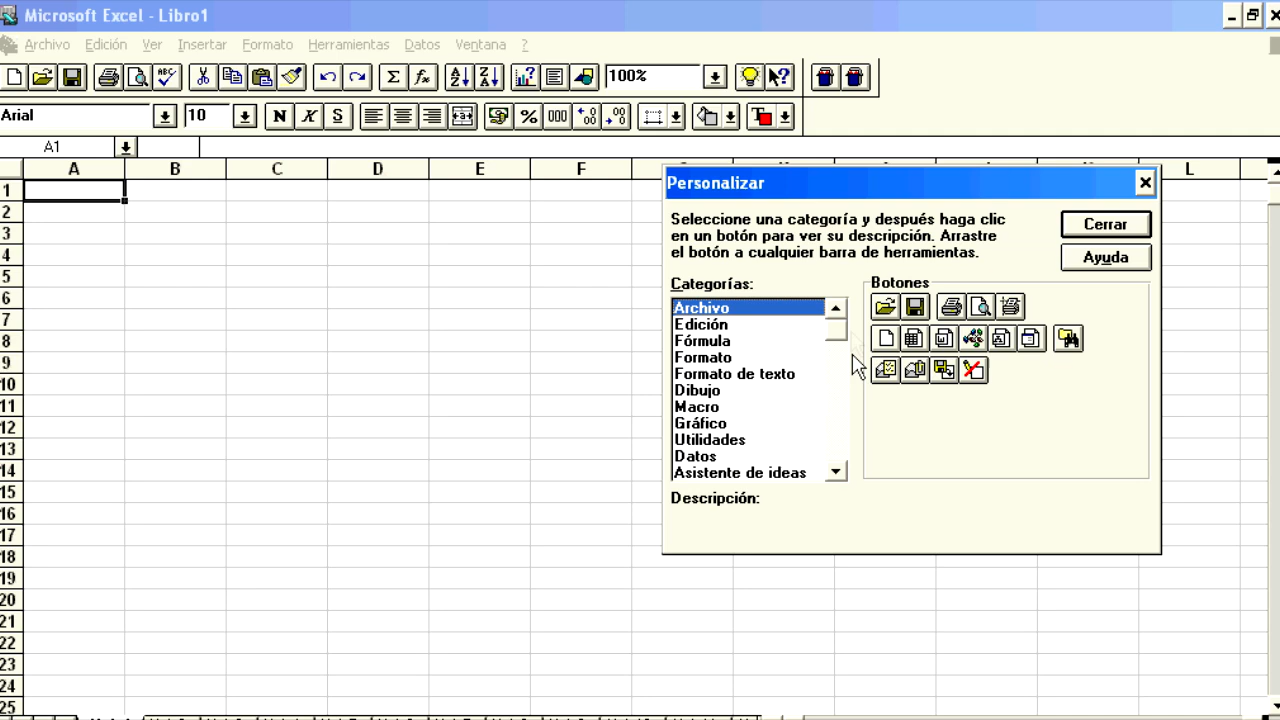 Microsoft Excel - Libro1
Archivo Edición Ver Insertar Formato Herramientas Datos Ventana ?
100%
Arial 10 N X S
A1
A B C D E F L
1
2
3
4
5
6
7
8
9
10
11
12
13
14
15
16
17
18
19
20
21
22
23
24
25
Personalizar
Seleccione una categoría y después haga clic
en un botón para ver su descripción. Arrastre
el botón a cualquier barra de herramientas.
Cerrar
Ayuda
Categorías:
Archivo
Edición
Fórmula
Formato
Formato de texto
Dibujo
Macro
Gráfico
Utilidades
Datos
Asistente de ideas
Botones
Descripción: